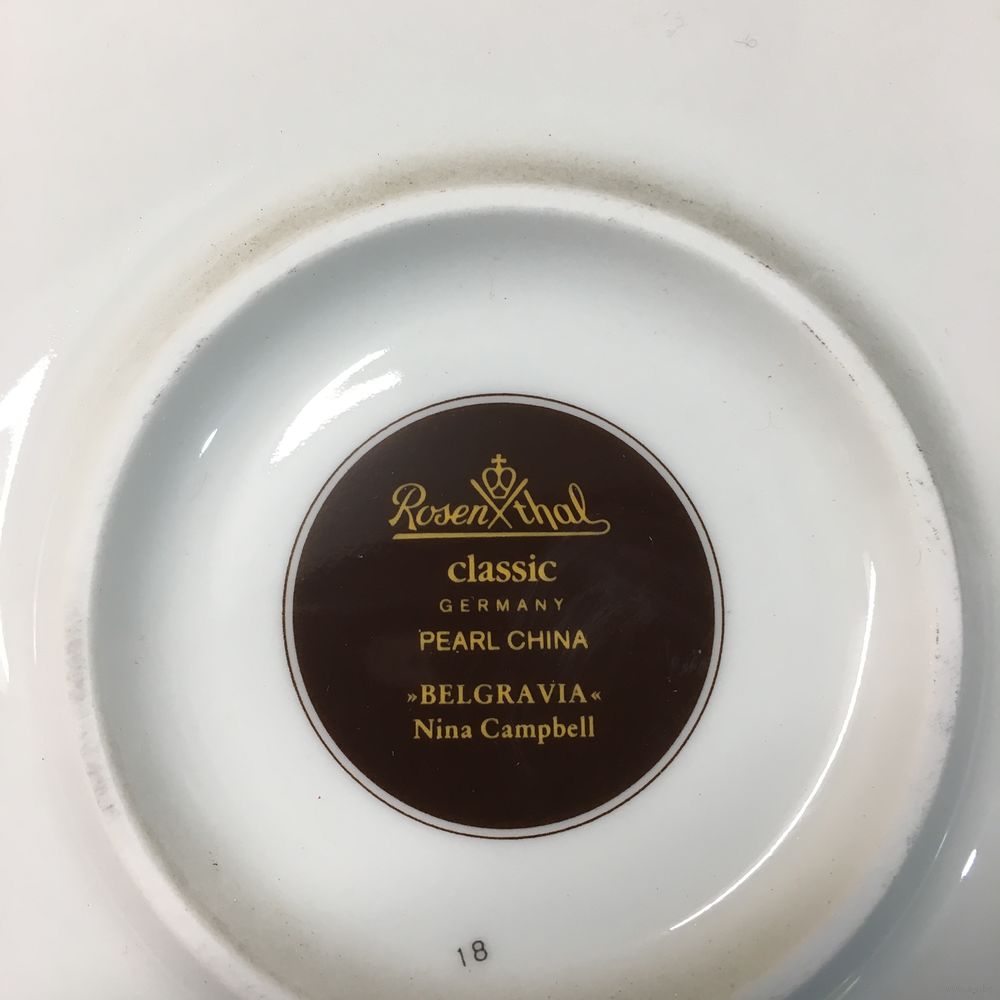 Rosenthal
classic
GERMANY
PEARL CHINA
»BELGRAVIA«
Nina Campbell
18